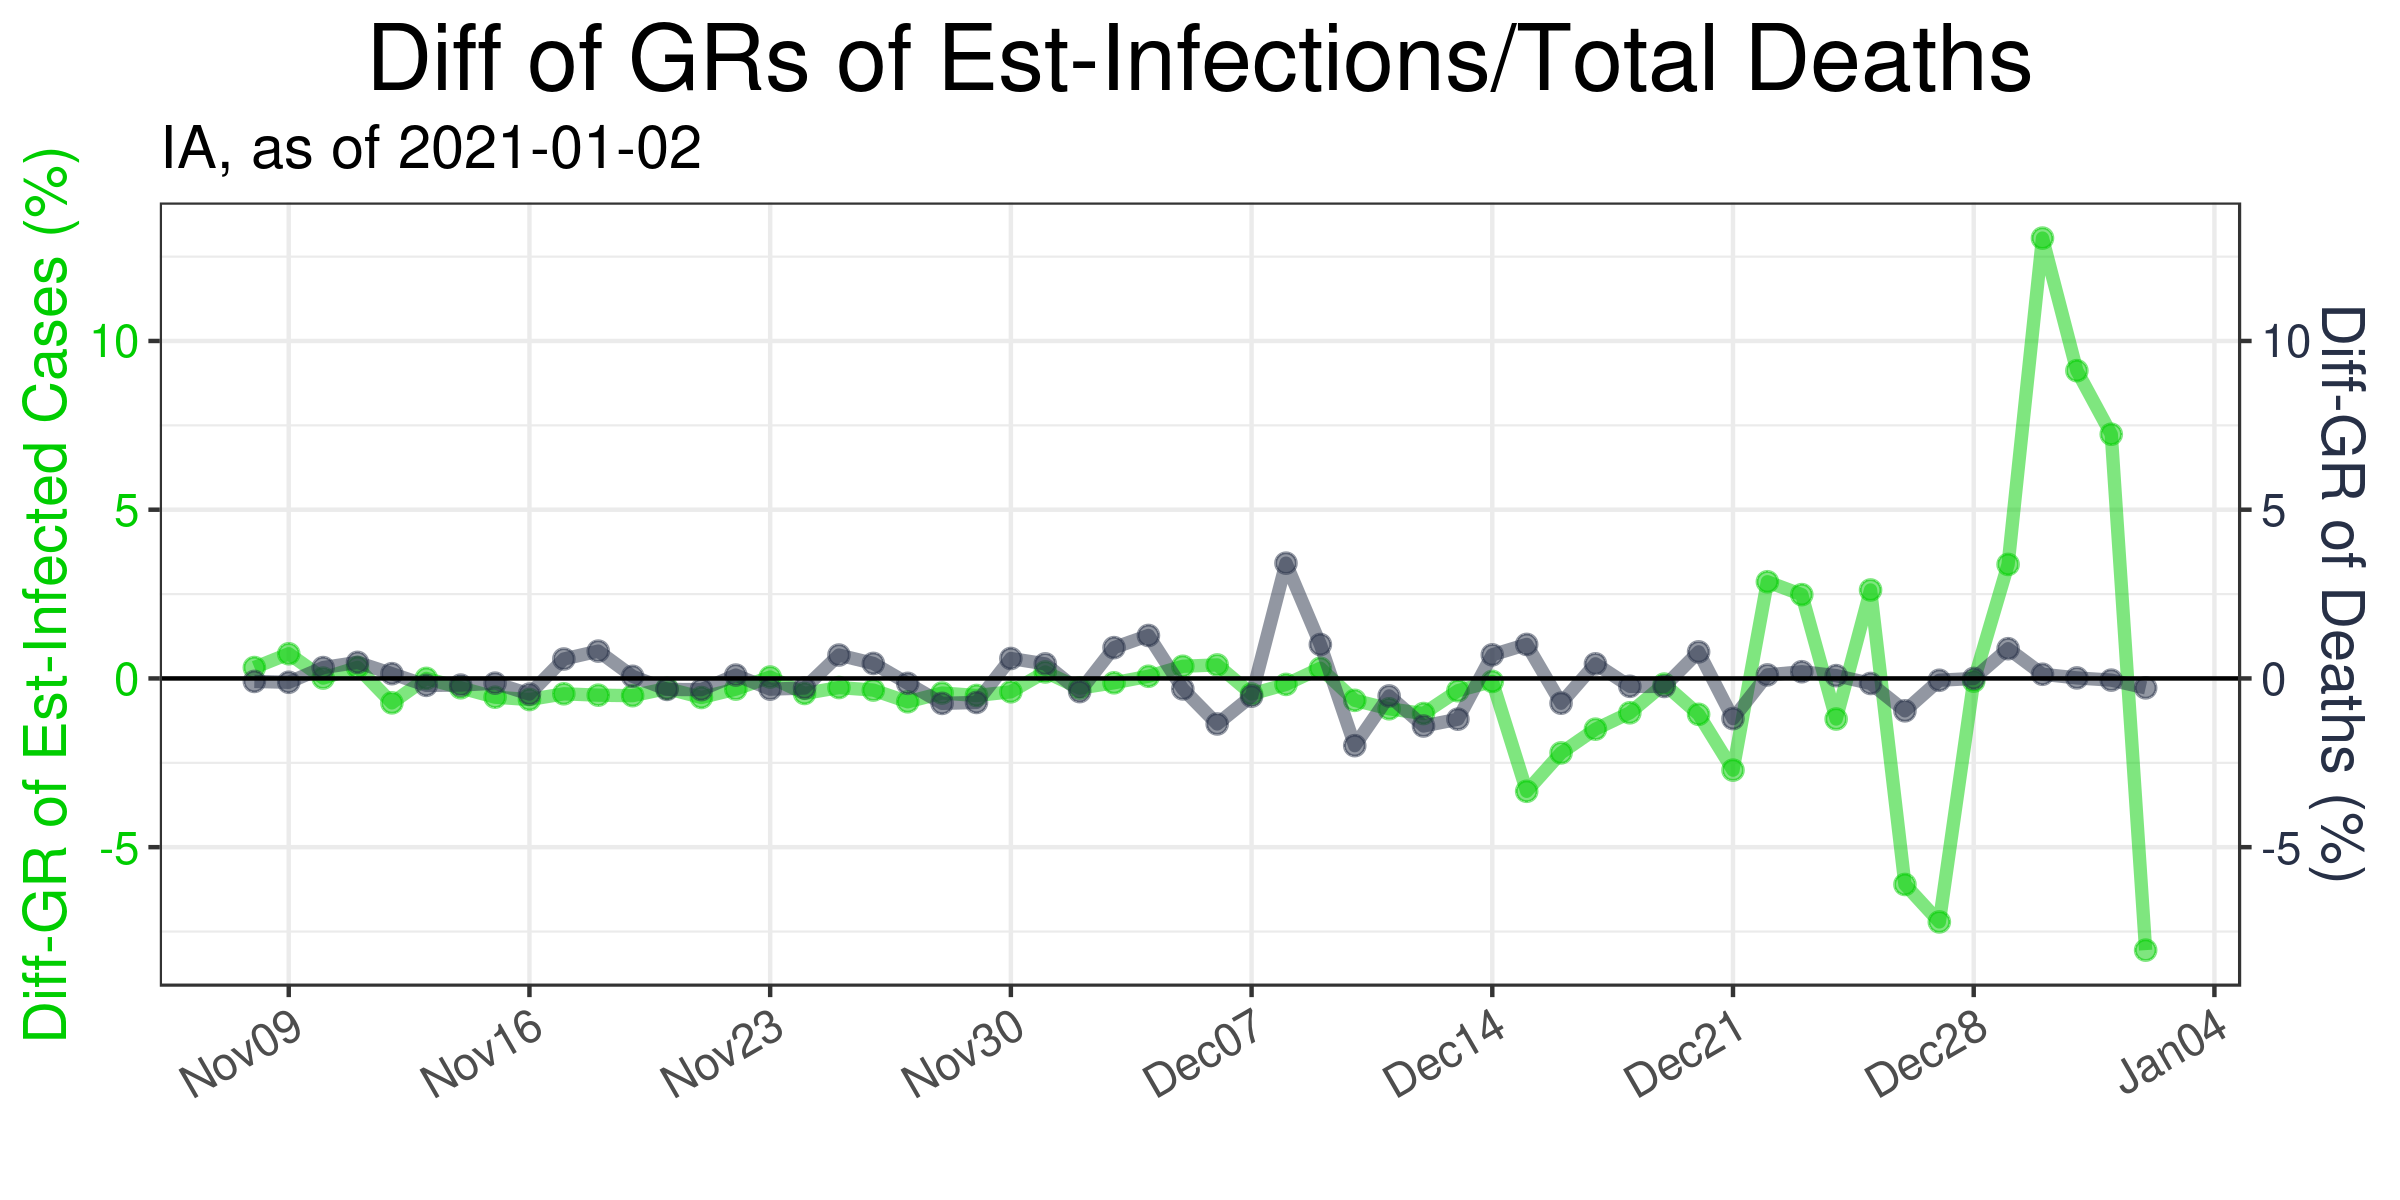 Diff of GRs of Est-Infections/Total Deaths
IA, as of 2021-01-02
Diff-GR of Est-Infected Cases (%)
10
5
0
-5
10
5
0
-5
Diff-GR of Deaths (%)
Nov09
Nov16
Nov23
Nov30
Dec07
Dec14
Dec21
Dec28
Jan04